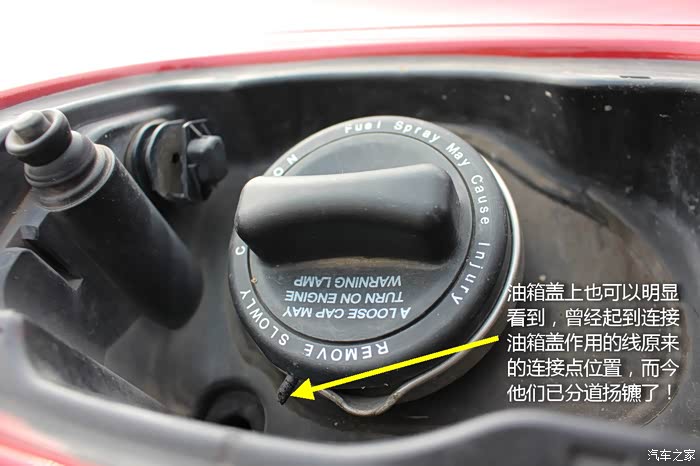 Fuel Spray May Cause Injury
REMOVE SLOWLY
A LOOSE CAP MAY
TURN ON ENGINE
WARNING LAMP
油箱盖上也可以明显
看到，曾经起到连接
油箱盖作用的线原来
的连接点位置，而今
他们已分道扬镳了！
汽车之家